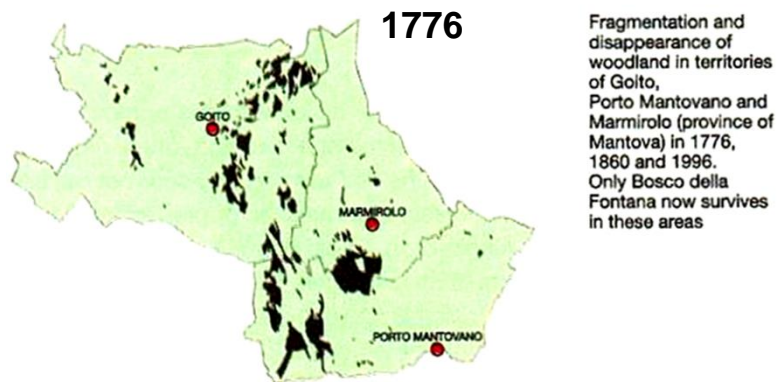 1776
Fragmentation and
disappearance of
woodland in territories
of Goito,
Porto Mantovano and
Marmirolo (province of
Mantova) in 1776,
1860 and 1996.
Only Bosco della
Fontana now survives
in these areas
GOITO
MARMIROLO
PORTO MANTOVANO